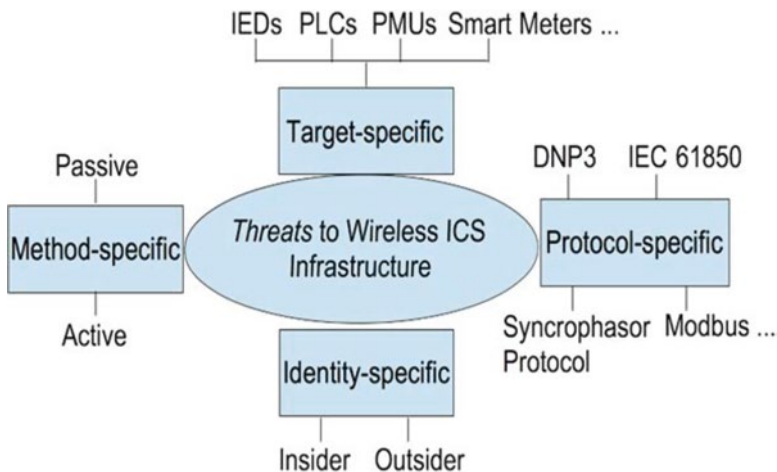 IEDs PLCs PMUs Smart Meters ...
Target-specific
Passive
Method-specific
Active
Threats to Wireless ICS
Infrastructure
DNP3 IEC 61850
Protocol-specific
Syncrophasor
Protocol
Modbus ...
Identity-specific
Insider Outsider